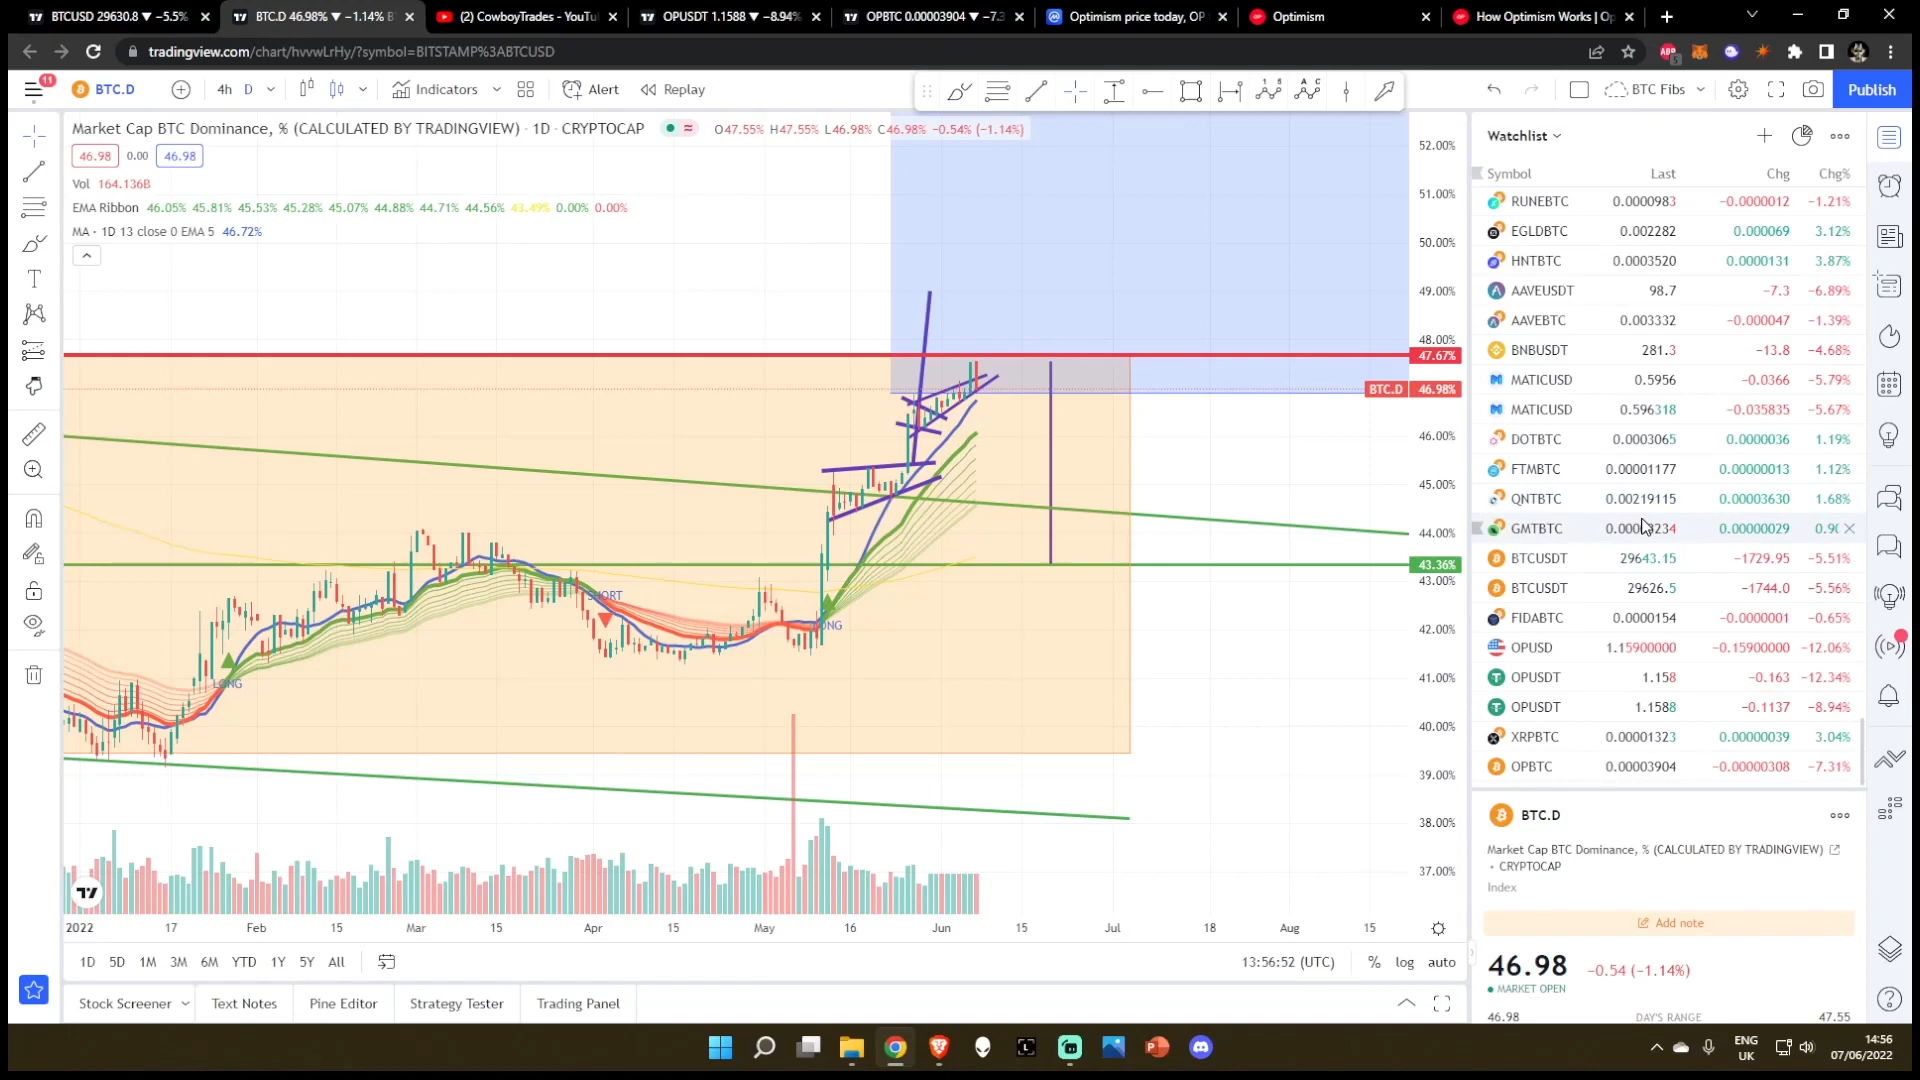 BTCUSD 29630.8 ▼ −5.5%
BTC.D 46.98% ▼ −1.14%
(2) CowboyTrades - YouTu
OPUSDT 1.1588 ▼ −8.94%
OPBTC 0.00003904 ▼ −7.3
Optimism price today, OP
Optimism
How Optimism Works | Op
tradingview.com/chart/hvvwLrHy/?symbol=BITSTAMP%3ABTCUSD
11
BTC.D
4h D
Indicators
Alert
Replay
BTC Fibs
Publish
Market Cap BTC Dominance, % (CALCULATED BY TRADINGVIEW) · 1D · CRYPTOCAP
O47.55% H47.55% L46.98% C46.98% −0.54% (−1.14%)
46.98 0.00 46.98
Vol 164.136B
EMA Ribbon 46.05% 45.81% 45.53% 45.28% 45.07% 44.88% 44.71% 44.56% 43.49% 0.00% 0.00%
MA · 1D 13 close 0 EMA 5 46.72%
52.00%
51.00%
50.00%
49.00%
48.00%
47.67%
BTC.D 46.98%
46.00%
45.00%
44.00%
43.36%
43.00%
42.00%
41.00%
40.00%
39.00%
38.00%
37.00%
SHORT
LONG
LONG
2022 17 Feb 15 Mar 15 Apr 15 May 16 Jun 15 Jul 18 Aug 15
1D 5D 1M 3M 6M YTD 1Y 5Y All
13:56:52 (UTC) % log auto
Stock Screener Text Notes Pine Editor Strategy Tester Trading Panel
Watchlist
Symbol Last Chg Chg%
RUNEBTC 0.0000983 −0.0000012 −1.21%
EGLDBTC 0.002282 0.000069 3.12%
HNTBTC 0.0003520 0.0000131 3.87%
AAVEUSDT 98.7 −7.3 −6.89%
AAVEBTC 0.003332 −0.000047 −1.39%
BNBUSDT 281.3 −13.8 −4.68%
MATICUSD 0.5956 −0.0366 −5.79%
MATICUSD 0.596318 −0.035835 −5.67%
DOTBTC 0.0003065 0.0000036 1.19%
FTMBTC 0.00001177 0.00000013 1.12%
QNTBTC 0.00219115 0.00003630 1.68%
GMTBTC 0.00000029
BTCUSDT 29643.15 −1729.95 −5.51%
BTCUSDT 29626.5 −1744.0 −5.56%
FIDABTC 0.0000154 −0.0000001 −0.65%
OPUSD 1.15900000 −0.15900000 −12.06%
OPUSDT 1.158 −0.163 −12.34%
OPUSDT 1.1588 −0.1137 −8.94%
XRPBTC 0.00001323 0.00000039 3.04%
OPBTC 0.00003904 −0.00000308 −7.31%
BTC.D
Market Cap BTC Dominance, % (CALCULATED BY TRADINGVIEW)
• CRYPTOCAP
Index
Add note
46.98 −0.54 (−1.14%)
MARKET OPEN
46.98 DAY'S RANGE 47.55
ENG
UK
14:56
07/06/2022